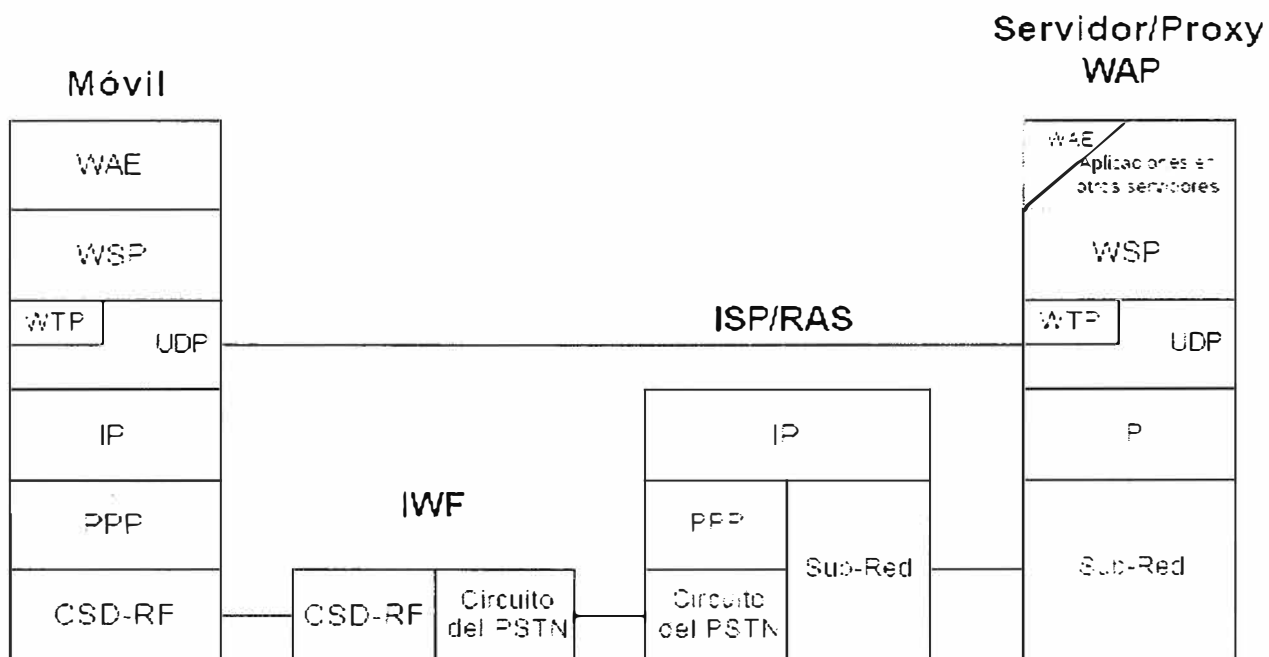 Servidor/Proxy
WAP
Móvil
WAE
WSP
WTP
UDP
IP
PPP
CSD-RF
IWF
CSD-RF
Circuito
del PSTN
ISP/RAS
IP
PPP
Sub-Red
Circuito
del PSTN
WAE
Aplicaciones en
otros servidores
WSP
WTP
UDP
P
Sub-Red